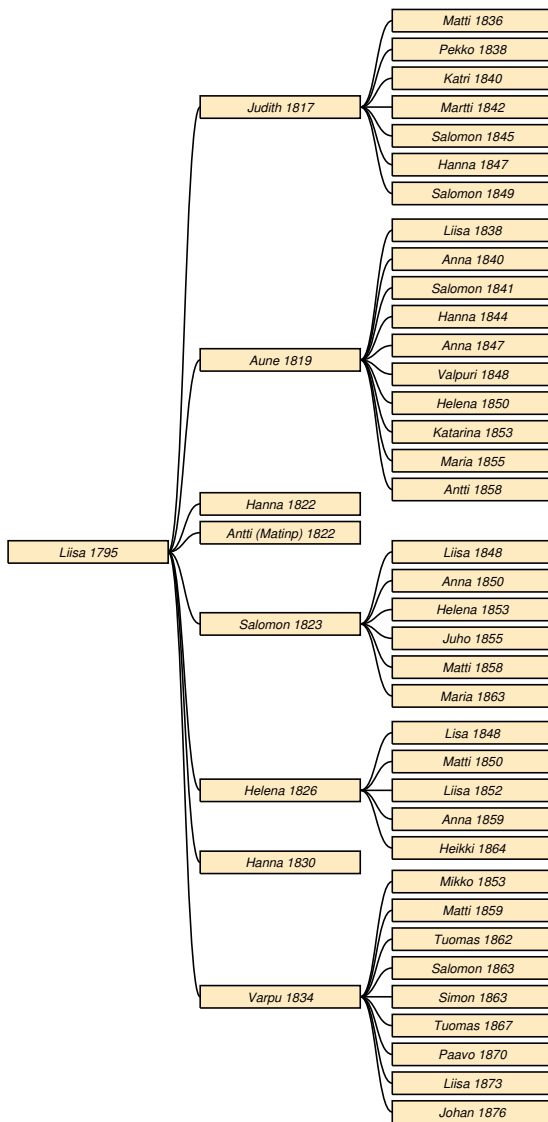 Matti 1836
Pekko 1838
Katri 1840
Judith 1817
Martti 1842
Salomon 1845
Hanna 1847
Salomon 1849
Liisa 1838
Anna 1840
Salomon 1841
Hanna 1844
Anna 1847
Aune 1819
Valpuri 1848
Helena 1850
Katarina 1853
Maria 1855
Antti 1858
Hanna 1822
Antti (Matinp) 1822
Liisa 1795
Liisa 1848
Anna 1850
Helena 1853
Salomon 1823
Juho 1855
Matti 1858
Maria 1863
Lisa 1848
Matti 1850
Helena 1826
Liisa 1852
Anna 1859
Heikki 1864
Hanna 1830
Mikko 1853
Matti 1859
Tuomas 1862
Salomon 1863
Varpu 1834
Simon 1863
Tuomas 1867
Paavo 1870
Liisa 1873
Johan 1876